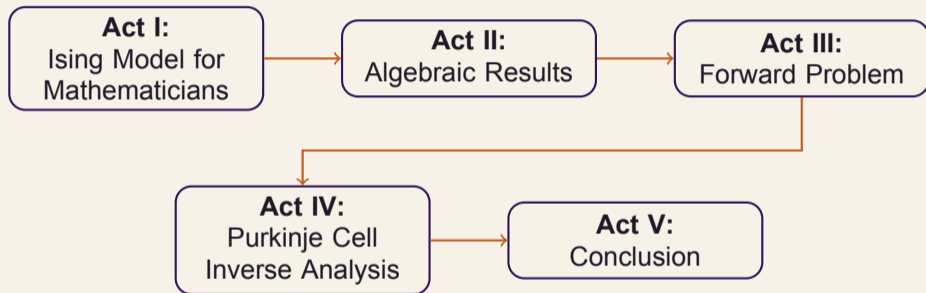 Act I:
Ising Model for
Mathematicians
Act II:
Algebraic Results
Act III:
Forward Problem
Act IV:
Purkinje Cell
Inverse Analysis
Act V:
Conclusion